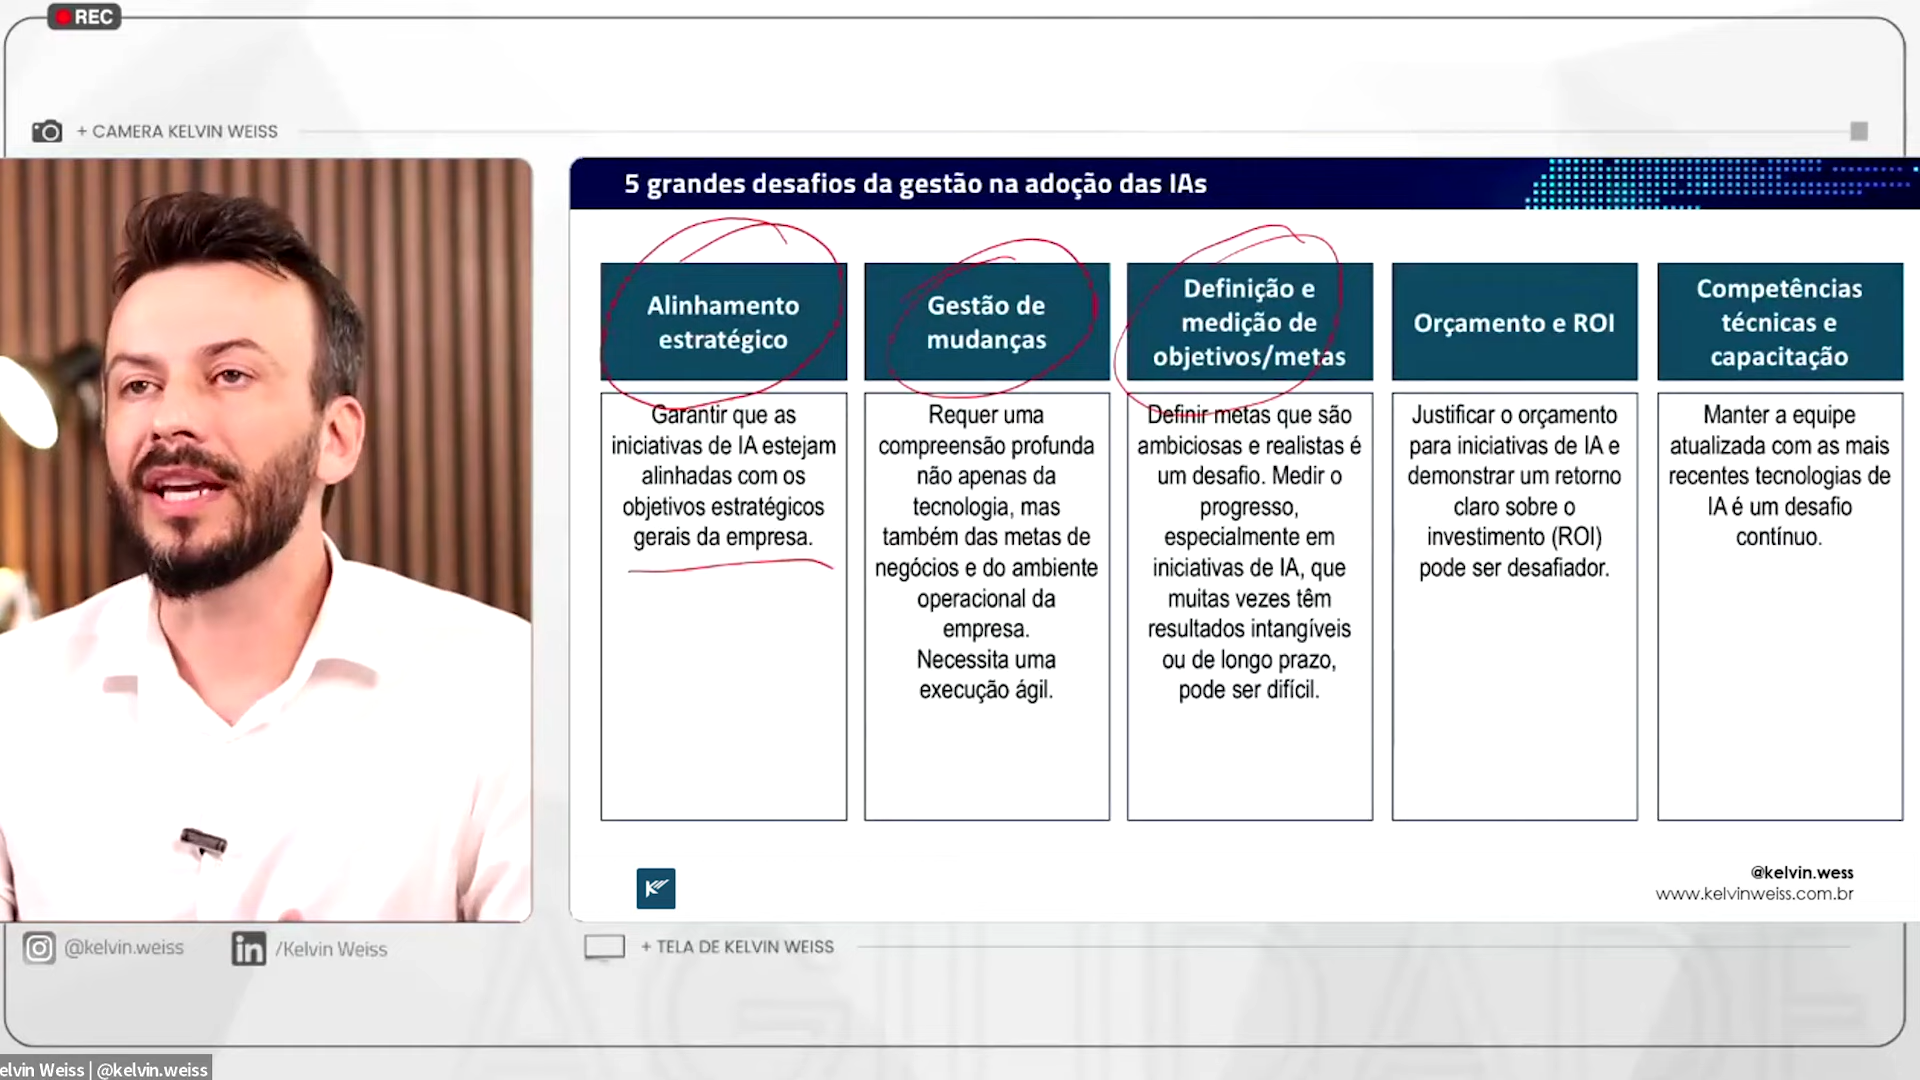 REC
+ CAMERA KELVIN WEISS
5 grandes desafios da gestão na adoção das IAs
Alinhamento
estratégico
Garantir que as
iniciativas de IA estejam
alinhadas com os
objetivos estratégicos
gerais da empresa.
Gestão de
mudanças
Requer uma
compreensão profunda
não apenas da
tecnologia, mas
também das metas de
negócios e do ambiente
operacional da
empresa.
Necessita uma
execução ágil.
Definição e
medição de
objetivos/metas
Definir metas que são
ambiciosas e realistas é
um desafio. Medir o
progresso,
especialmente em
iniciativas de IA, que
muitas vezes têm
resultados intangíveis
ou de longo prazo,
pode ser difícil.
Orçamento e ROI
Justificar o orçamento
para iniciativas de IA e
demonstrar um retorno
claro sobre o
investimento (ROI)
pode ser desafiador.
Competências
técnicas e
capacitação
Manter a equipe
atualizada com as mais
recentes tecnologias de
IA é um desafio
contínuo.
@kelvin.wess
www.kelvinweiss.com.br
@kelvin.weiss
in /Kelvin Weiss
+ TELA DE KELVIN WEISS
AGILIDADE
elvin Weiss | @kelvin.weiss